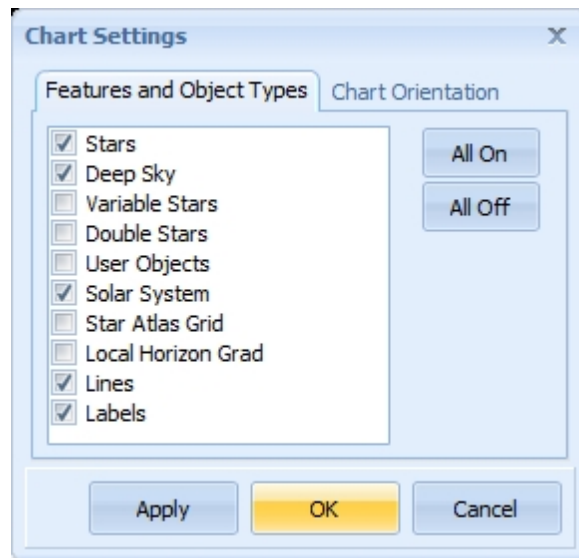 Chart Settings
Features and Object Types
Chart Orientation
Stars
Deep Sky
Variable Stars
Double Stars
User Objects
Solar System
Star Atlas Grid
Local Horizon Grad
Lines
Labels
All On
All Off
Apply
OK
Cancel